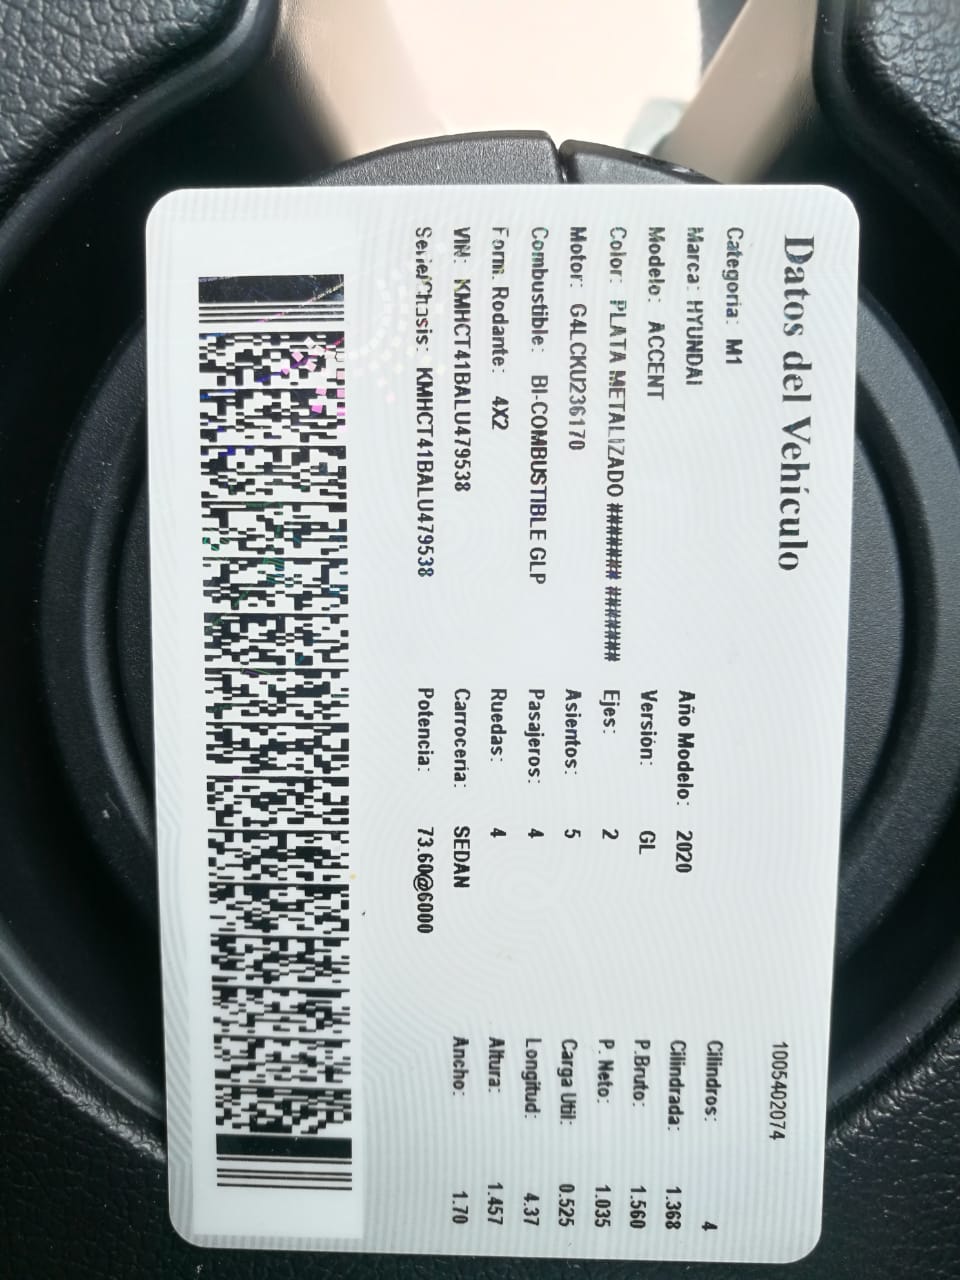 Datos del Vehículo
1005402074
Categoria: M1
Marca: HYUNDAI
Modelo: ACCENT
Color: PLATA METALIZADO ####### #######
Motor: G4LCKU236170
Combustible: BI-COMBUSTIBLE GLP
Form. Rodante: 4X2
VIN: KMHCT41BALU479538
Serie/Chasis: KMHCT41BALU479538
Año Modelo: 2020
Versión: GL
Ejes: 2
Asientos: 5
Pasajeros: 4
Ruedas: 4
Carroceria: SEDAN
Potencia: 73.60@6000
Cilindros: 4
Cilindrada: 1.368
P.Bruto: 1.560
P. Neto: 1.035
Carga Util: 0.525
Longitud: 4.37
Altura: 1.457
Ancho: 1.70